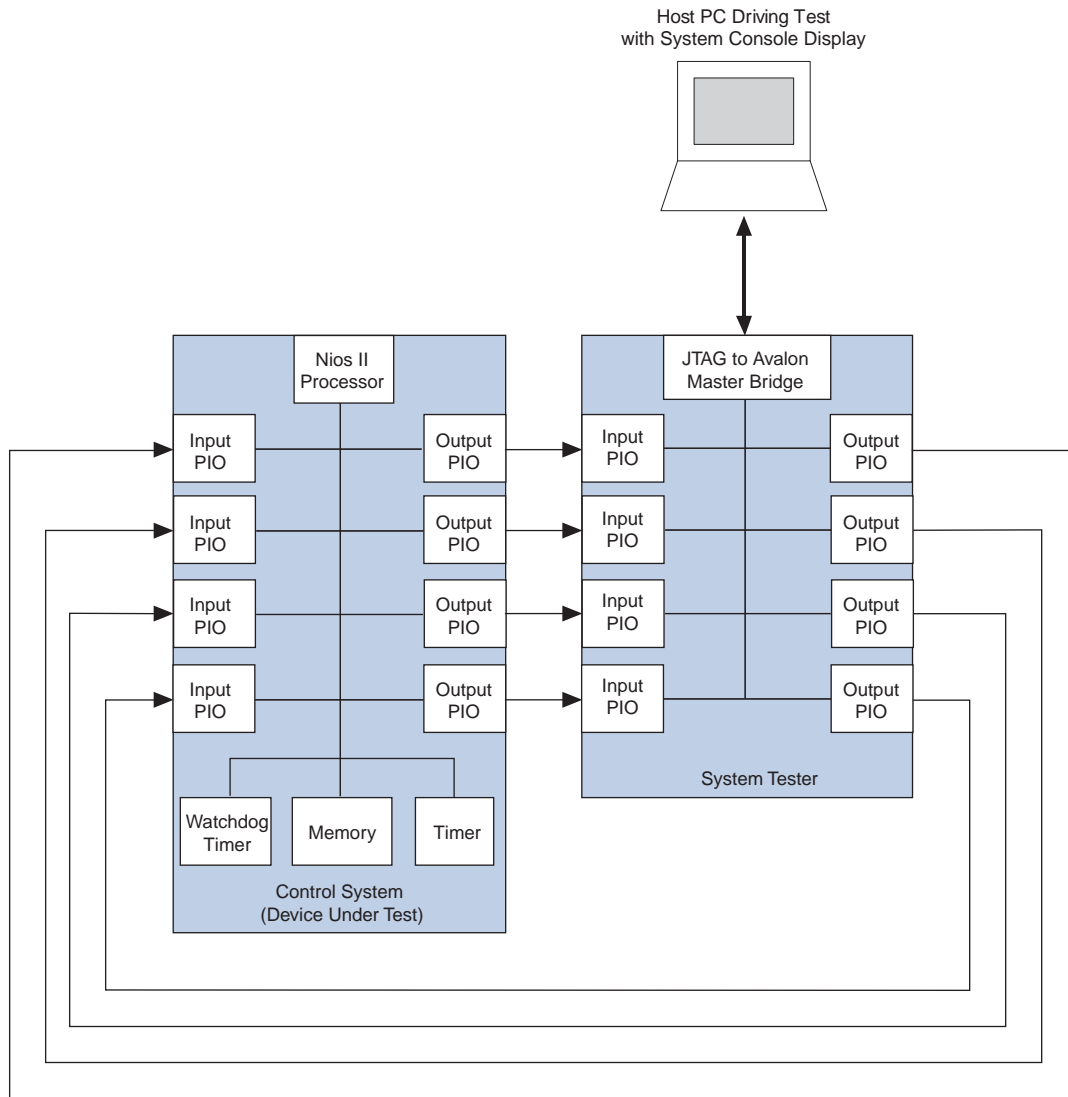 Host PC Driving Test
with System Console Display
Nios II
Processor
JTAG to Avalon
Master Bridge
Input
PIO
Output
PIO
Input
PIO
Output
PIO
Input
PIO
Output
PIO
Input
PIO
Output
PIO
Input
PIO
Output
PIO
Input
PIO
Output
PIO
Input
PIO
Output
PIO
Input
PIO
Output
PIO
System Tester
Watchdog
Timer
Memory
Timer
Control System
(Device Under Test)